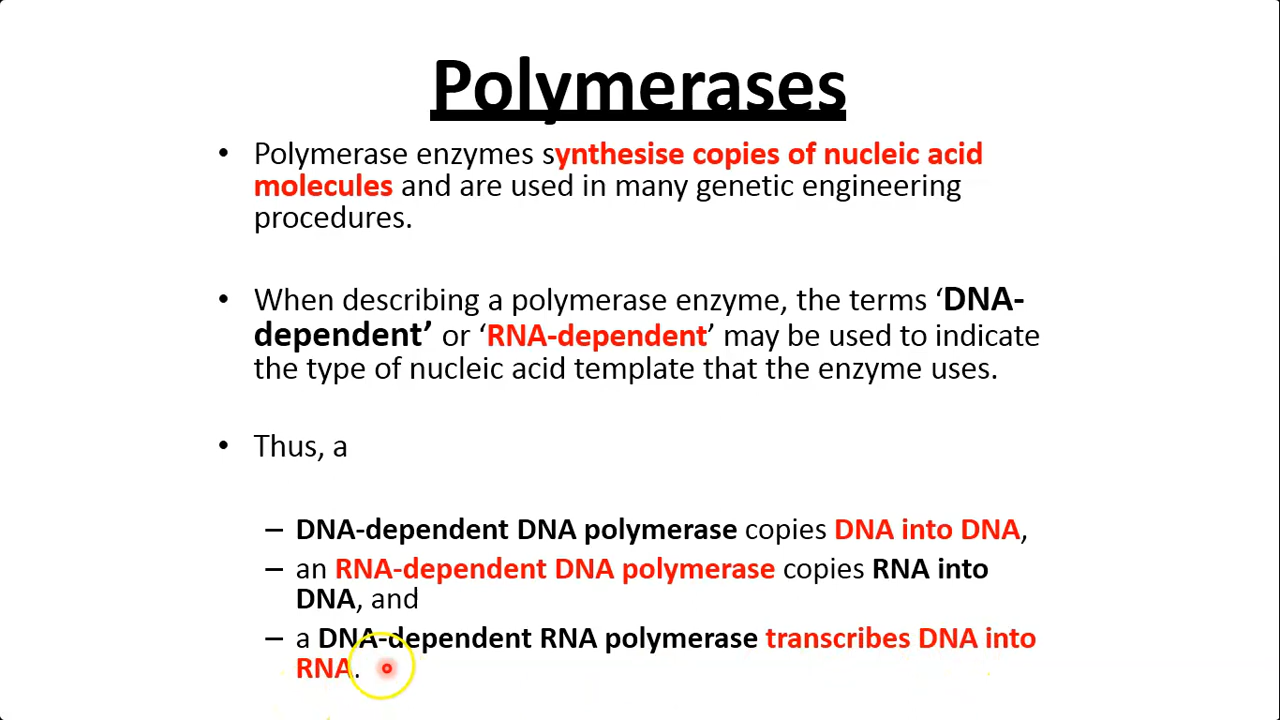 Polymerases
• Polymerase enzymes synthesise copies of nucleic acid
molecules and are used in many genetic engineering
procedures.
• When describing a polymerase enzyme, the terms ‘DNA-
dependent’ or ‘RNA-dependent’ may be used to indicate
the type of nucleic acid template that the enzyme uses.
• Thus, a
– DNA-dependent DNA polymerase copies DNA into DNA,
– an RNA-dependent DNA polymerase copies RNA into
DNA, and
– a DNA-dependent RNA polymerase transcribes DNA into
RNA.